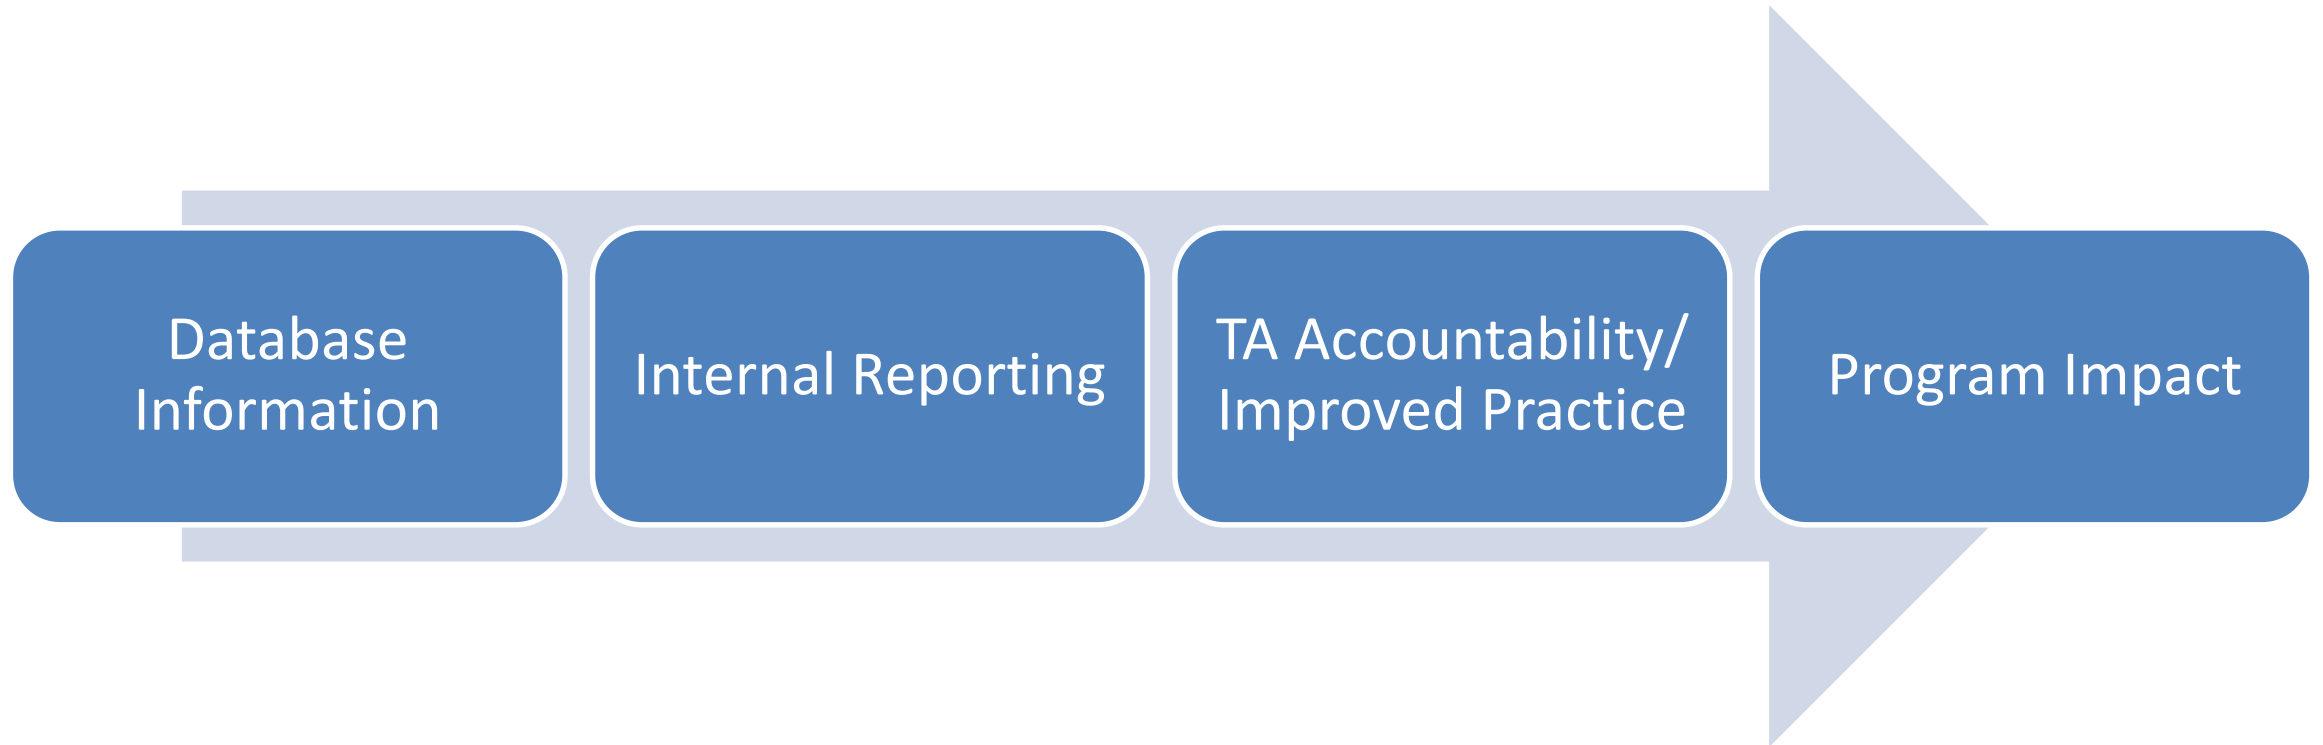 Database
Information
Internal Reporting
TA Accountability/
Improved Practice
Program Impact